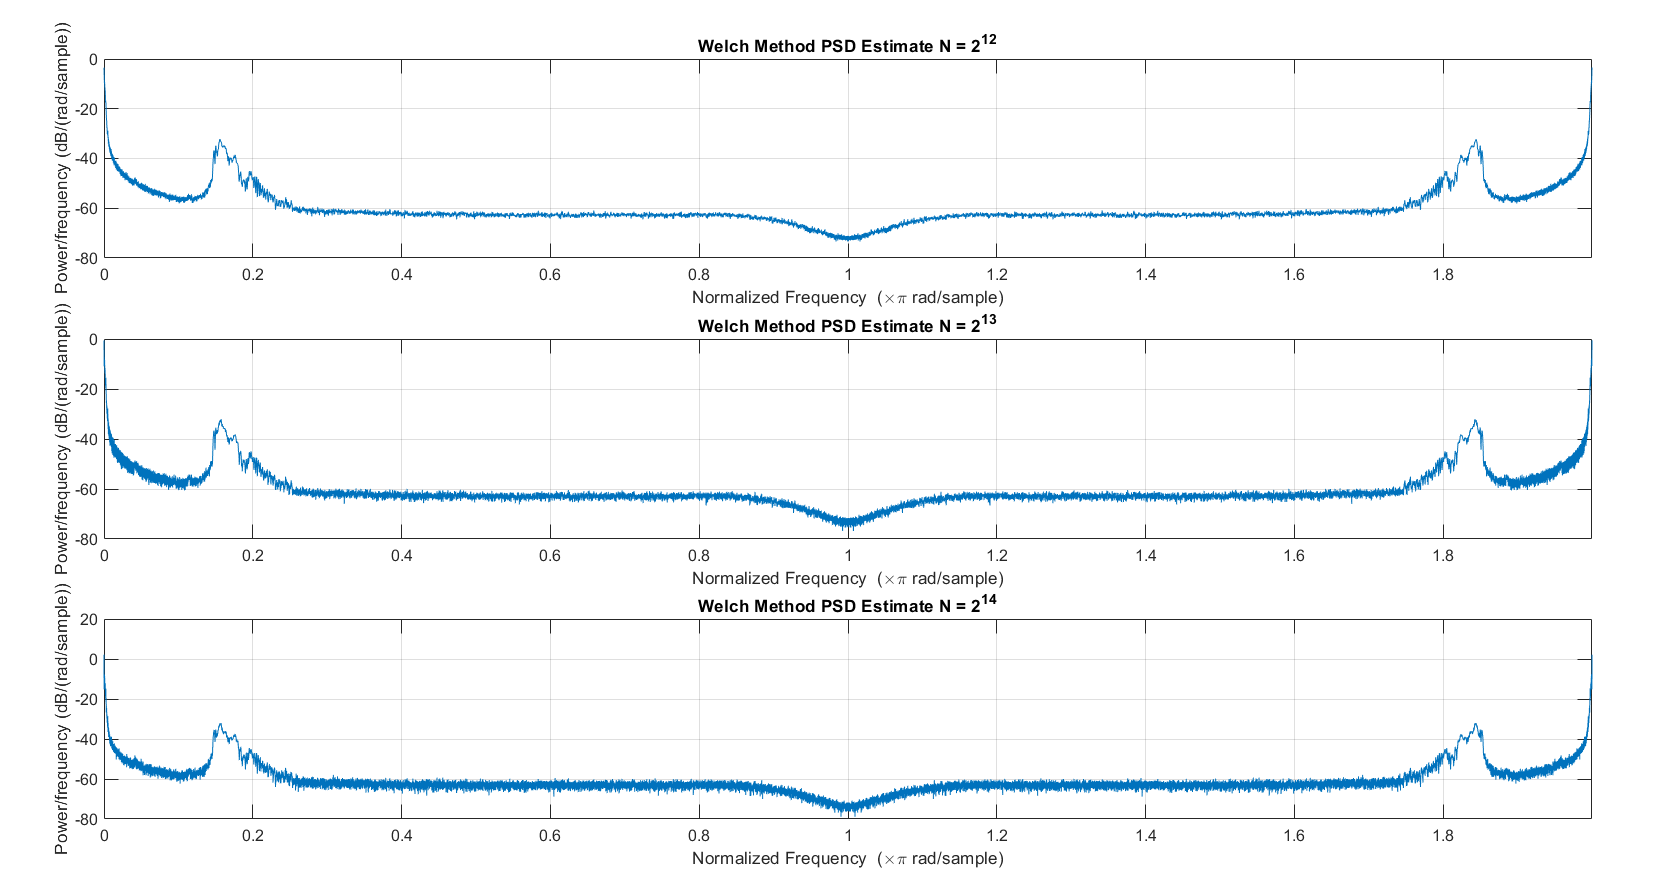 Welch Method PSD Estimate N = 2^12
Power/frequency (dB/(rad/sample))
0
-20
-40
-60
-80
0 0.2 0.4 0.6 0.8 1 1.2 1.4 1.6 1.8
Normalized Frequency (×π rad/sample)
Welch Method PSD Estimate N = 2^13
Power/frequency (dB/(rad/sample))
0
-20
-40
-60
-80
0 0.2 0.4 0.6 0.8 1 1.2 1.4 1.6 1.8
Normalized Frequency (×π rad/sample)
Welch Method PSD Estimate N = 2^14
Power/frequency (dB/(rad/sample))
20
0
-20
-40
-60
-80
0 0.2 0.4 0.6 0.8 1 1.2 1.4 1.6 1.8
Normalized Frequency (×π rad/sample)